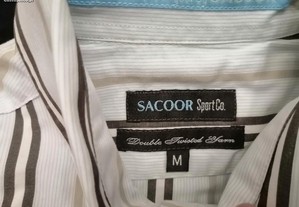 SACOOR Sport Co.
Double Twisted Yarn
M